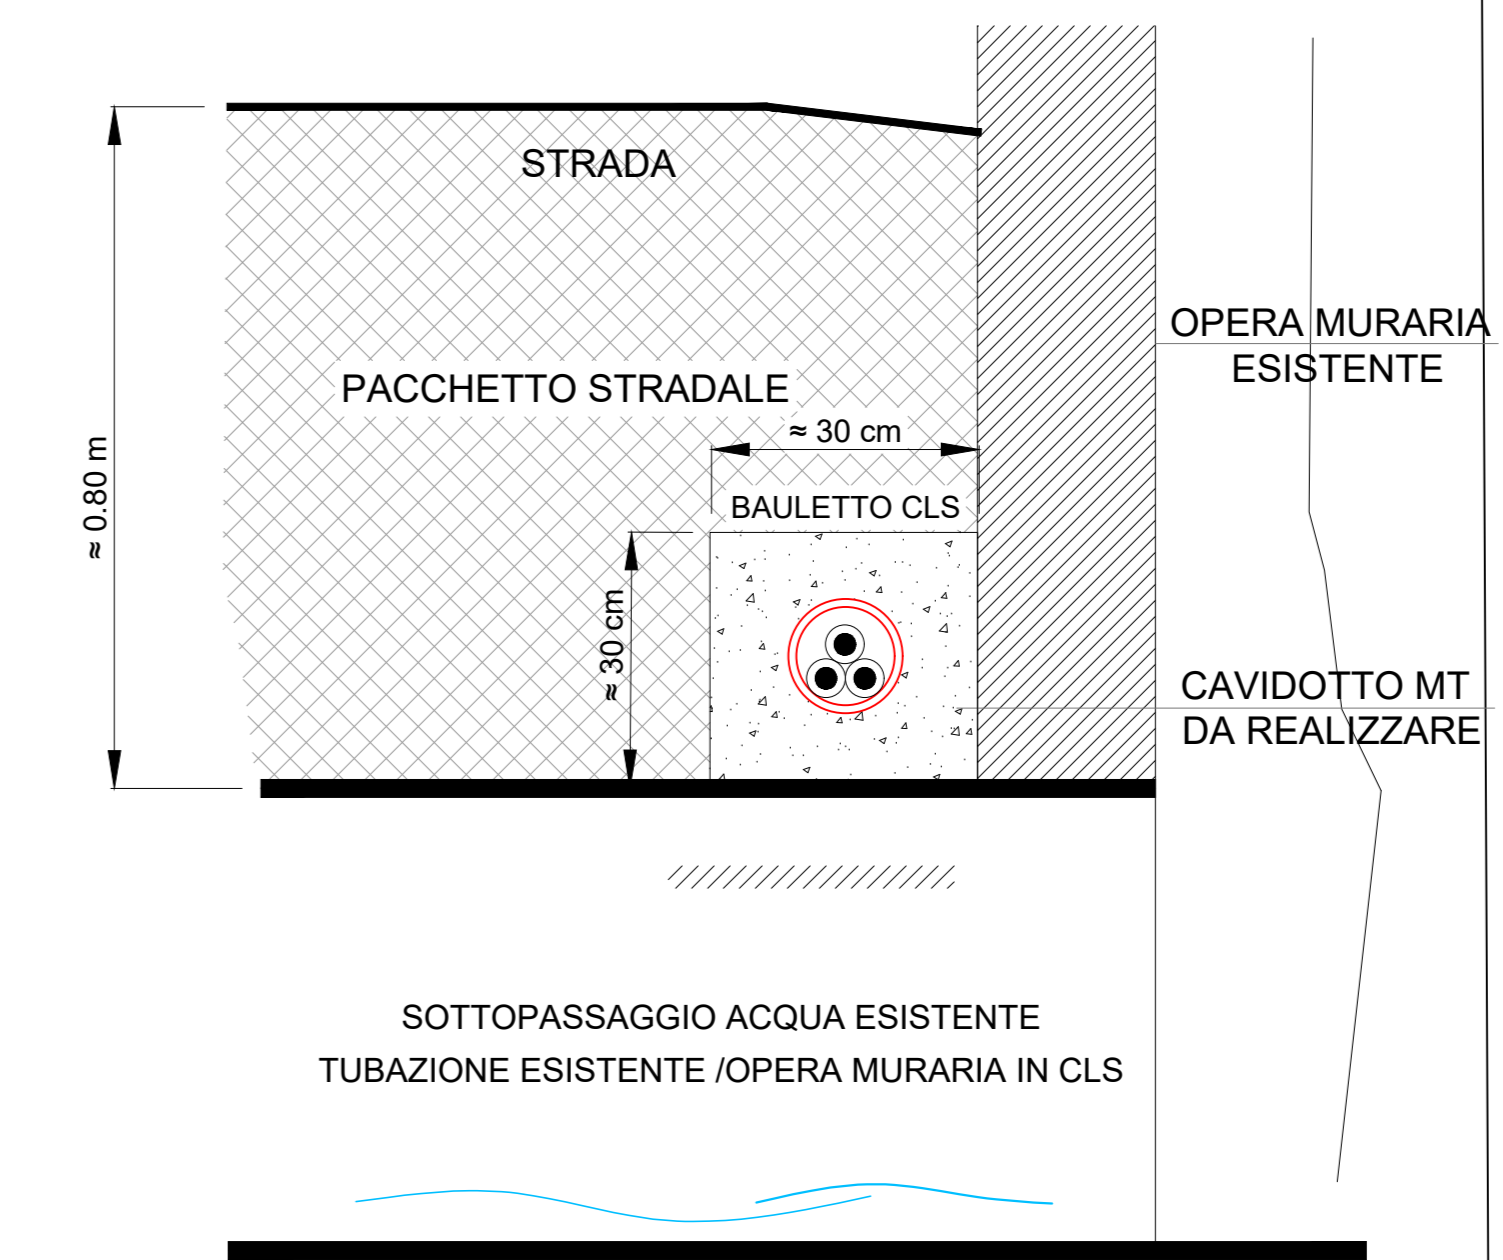 STRADA
OPERA MURARIA
ESISTENTE
PACCHETTO STRADALE
≈ 30 cm
≈ 0.80 m
BAULETTO CLS
≈ 30 cm
CAVIDOTTO MT
DA REALIZZARE
SOTTOPASSAGGIO ACQUA ESISTENTE
TUBAZIONE ESISTENTE /OPERA MURARIA IN CLS